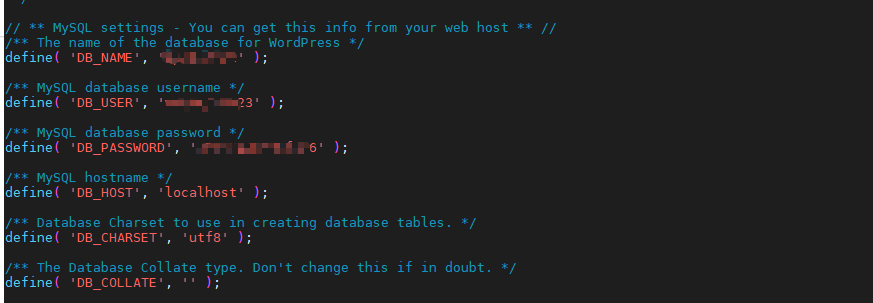 */
// ** MySQL settings - You can get this info from your web host ** //
/** The name of the database for WordPress */
define( 'DB_NAME', '' );
/** MySQL database username */
define( 'DB_USER', '23' );
/** MySQL database password */
define( 'DB_PASSWORD', '6' );
/** MySQL hostname */
define( 'DB_HOST', 'localhost' );
/** Database Charset to use in creating database tables. */
define( 'DB_CHARSET', 'utf8' );
/** The Database Collate type. Don't change this if in doubt. */
define( 'DB_COLLATE', '' );